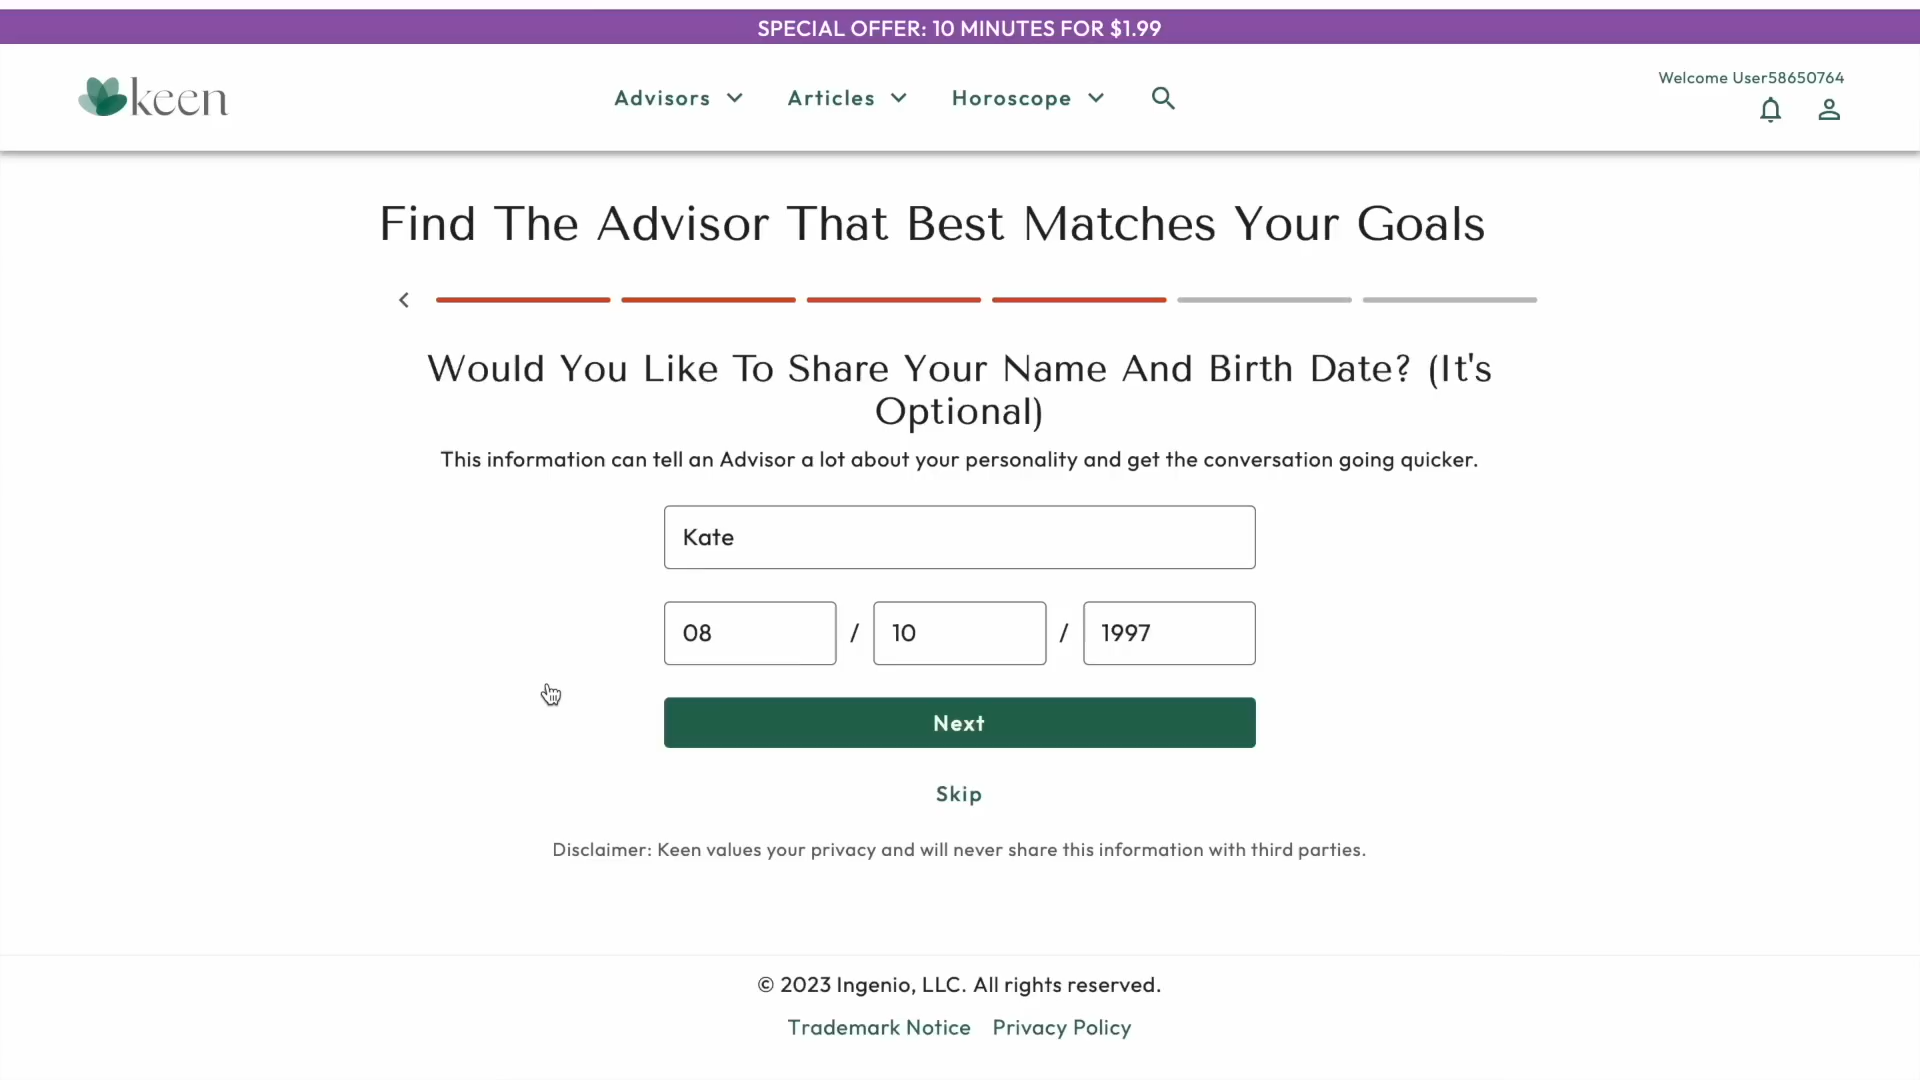 SPECIAL OFFER: 10 MINUTES FOR $1.99
keen
Advisors
Articles
Horoscope
Welcome User58650764
Find The Advisor That Best Matches Your Goals
Would You Like To Share Your Name And Birth Date? (It's
Optional)
This information can tell an Advisor a lot about your personality and get the conversation going quicker.
Kate
08 / 10 / 1997
Next
Skip
Disclaimer: Keen values your privacy and will never share this information with third parties.
© 2023 Ingenio, LLC. All rights reserved.
Trademark Notice Privacy Policy